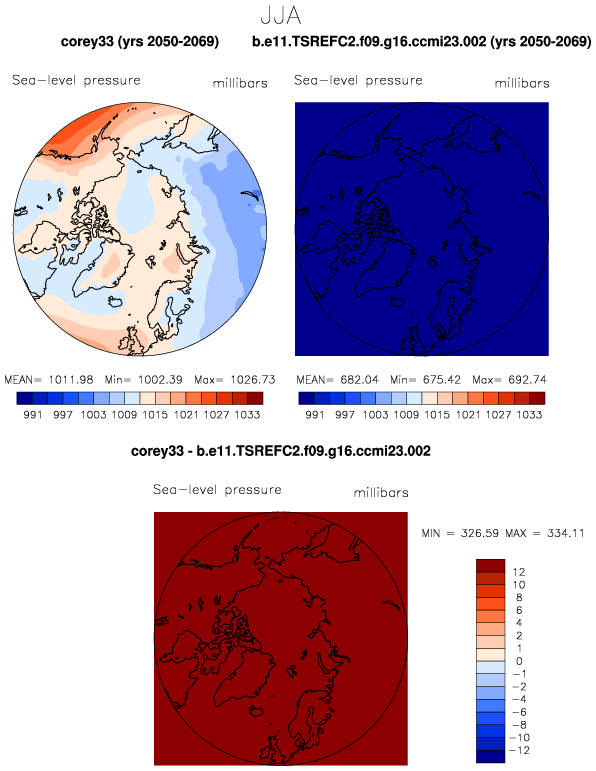 JJA
corey33 (yrs 2050-2069) b.e11.TSREFC2.f09.g16.ccmi23.002 (yrs 2050-2069)
Sea-level pressure millibars Sea-level pressure millibars
MEAN= 1011.98 Min= 1002.39 Max= 1026.73 MEAN= 682.04 Min= 675.42 Max= 692.74
991 997 1003 1009 1015 1021 1027 1033 991 997 1003 1009 1015 1021 1027 1033
corey33 - b.e11.TSREFC2.f09.g16.ccmi23.002
Sea-level pressure millibars
MIN = 326.59 MAX = 334.11
12
10
8
6
4
2
1
0
-1
-2
-4
-6
-8
-10
-12